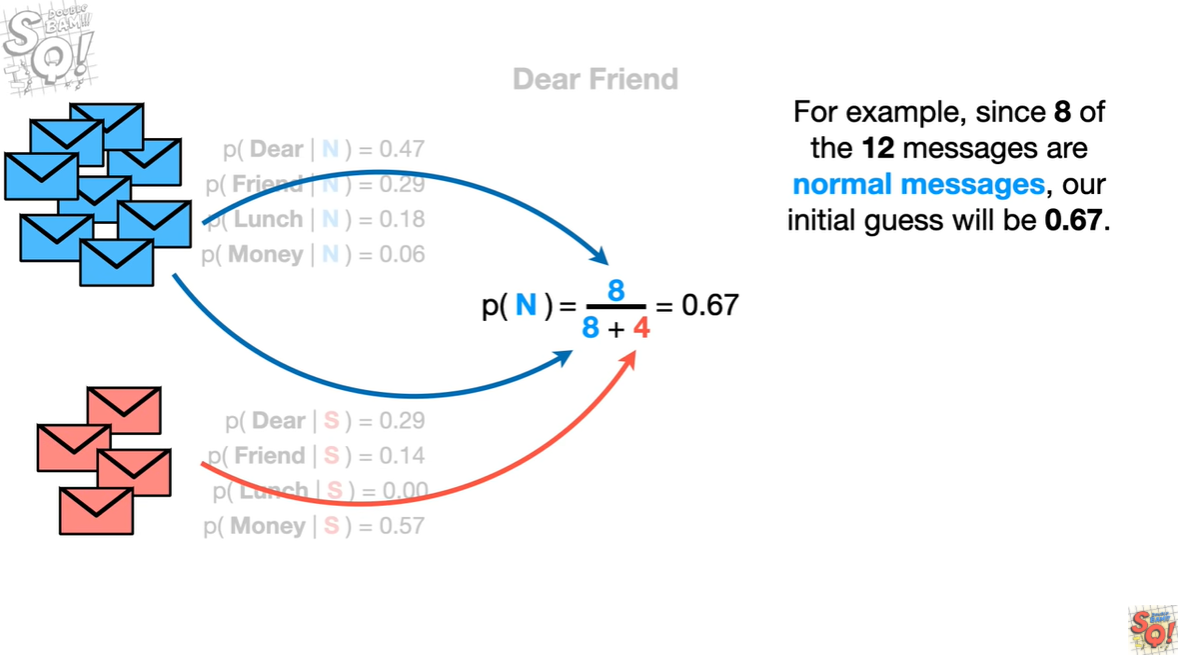 DOUBLE
BAM!!!
SQ!
Dear Friend
For example, since 8 of
the 12 messages are
normal messages, our
initial guess will be 0.67.
p( Dear | N ) = 0.47
p( Friend | N ) = 0.29
p( Lunch | N ) = 0.18
p( Money | N ) = 0.06
p( N ) = 8 / 8 + 4 = 0.67
p( Dear | S ) = 0.29
p( Friend | S ) = 0.14
p( Lunch | S ) = 0.00
p( Money | S ) = 0.57
SQ!